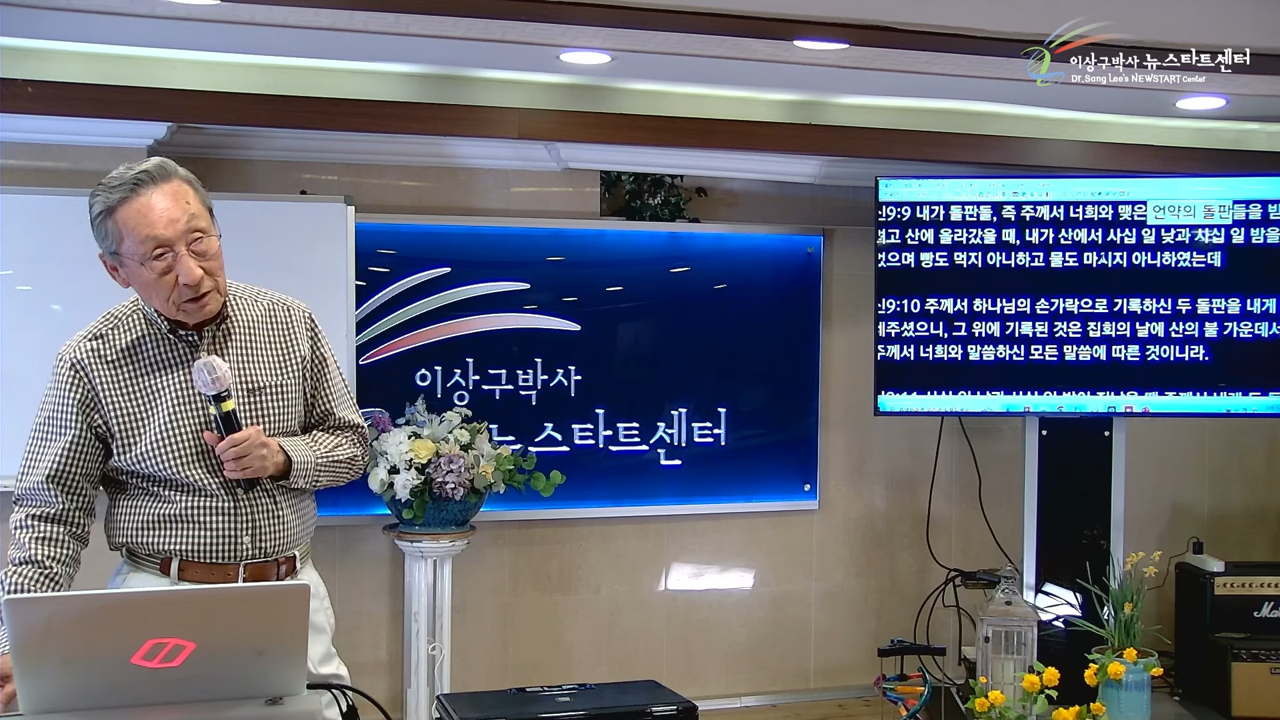 이상구박사 뉴스타트센터
Dr. Sang Lee's NEWSTART Center
신9:9 내가 돌판들, 즉 주께서 너희와 맺은 언약의 돌판들을 받
고 산에 올라갔을 때, 내가 산에서 사십 일 낮과 사십 일 밤을
으며 빵도 먹지 아니하고 물도 마시지 아니하였는데
신9:10 주께서 하나님의 손가락으로 기록하신 두 돌판을 내게
주셨으니, 그 위에 기록된 것은 집회의 날에 산의 불 가운데서
주께서 너희와 말씀하신 모든 말씀에 따른 것이니라.
이상구박사
뉴스타트센터